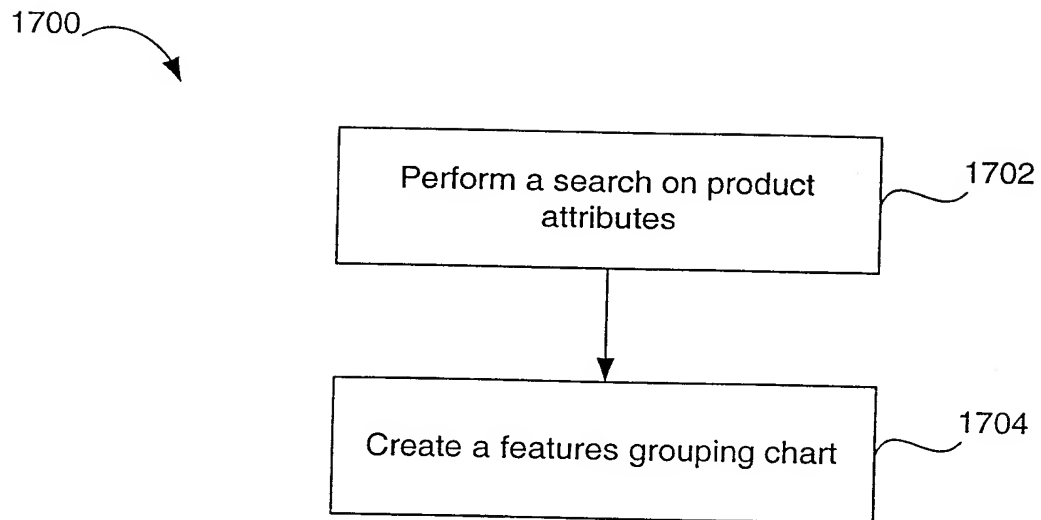 1700
Perform a search on product
attributes
1702
Create a features grouping chart
1704